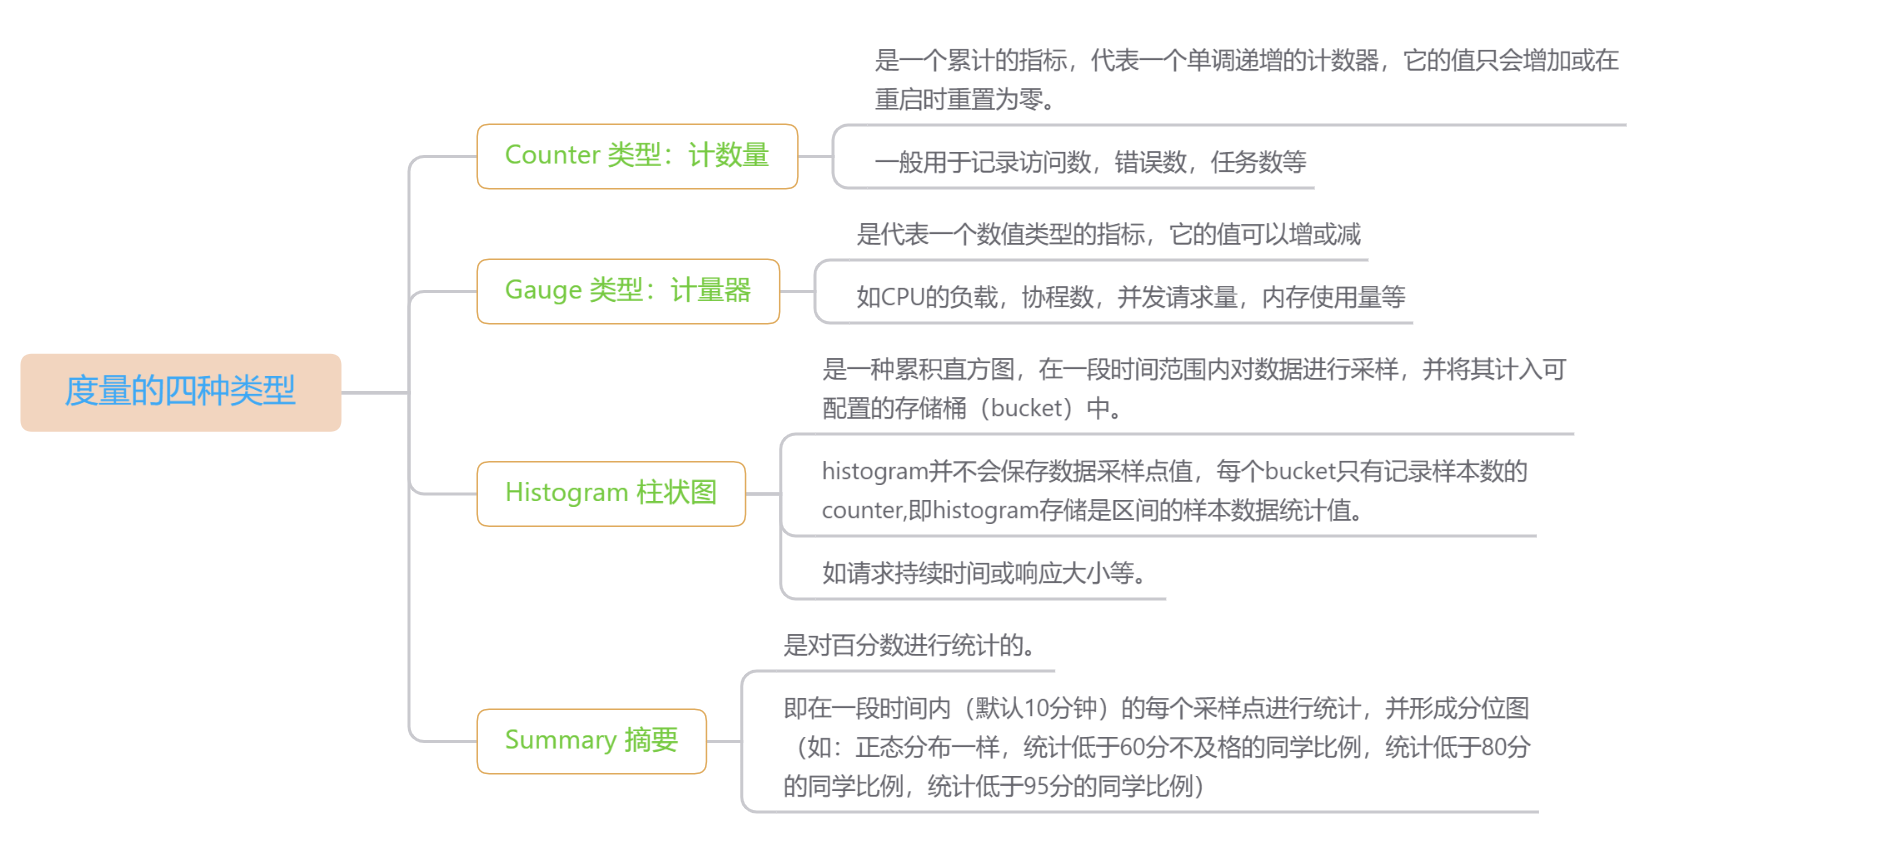 度量的四种类型
Counter 类型：计数量
是一个累计的指标，代表一个单调递增的计数器，它的值只会增加或在
重启时重置为零。
一般用于记录访问数，错误数，任务数等
Gauge 类型：计量器
是代表一个数值类型的指标，它的值可以增或减
如CPU的负载，协程数，并发请求量，内存使用量等
Histogram 柱状图
是一种累积直方图，在一段时间范围内对数据进行采样，并将其计入可
配置的存储桶（bucket）中。
histogram并不会保存数据采样点值，每个bucket只有记录样本数的
counter,即histogram存储是区间的样本数据统计值。
如请求持续时间或响应大小等。
Summary 摘要
是对百分数进行统计的。
即在一段时间内（默认10分钟）的每个采样点进行统计，并形成分位图
（如：正态分布一样，统计低于60分不及格的同学比例，统计低于80分
的同学比例，统计低于95分的同学比例）